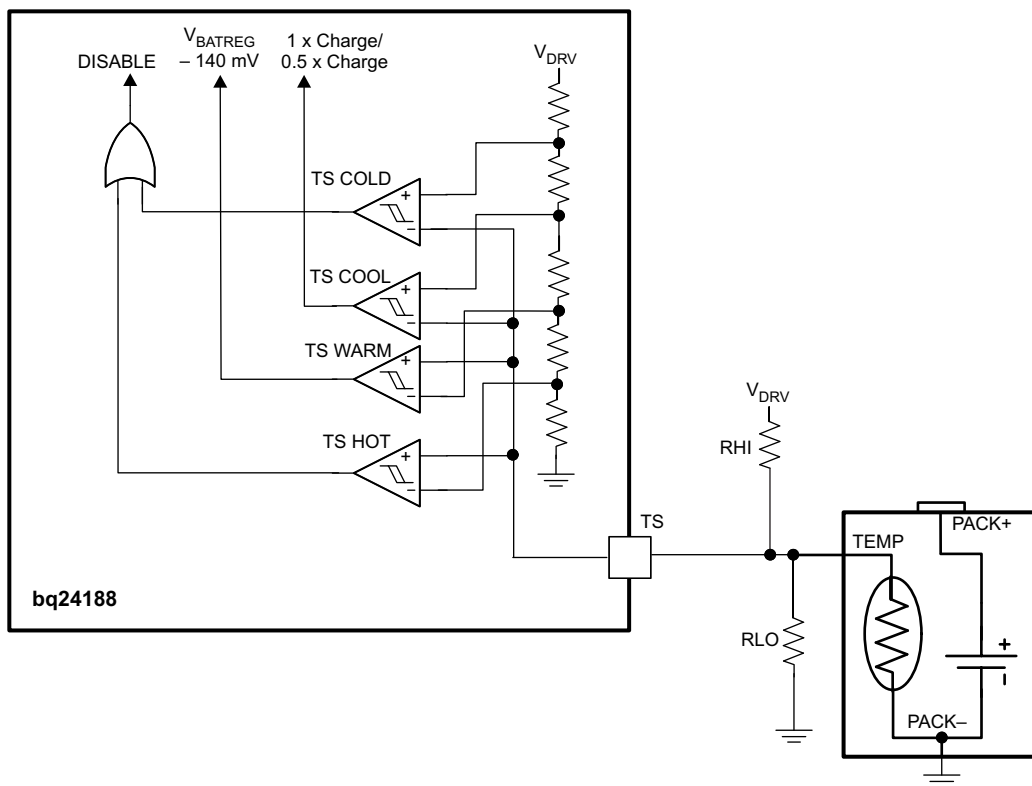 DISABLE
V_BATREG
– 140 mV
1 x Charge/
0.5 x Charge
V_DRV
TS COLD
+
−
TS COOL
+
−
TS WARM
+
−
TS HOT
+
−
bq24188
TS
V_DRV
RHI
RLO
TEMP
PACK+
+
PACK–